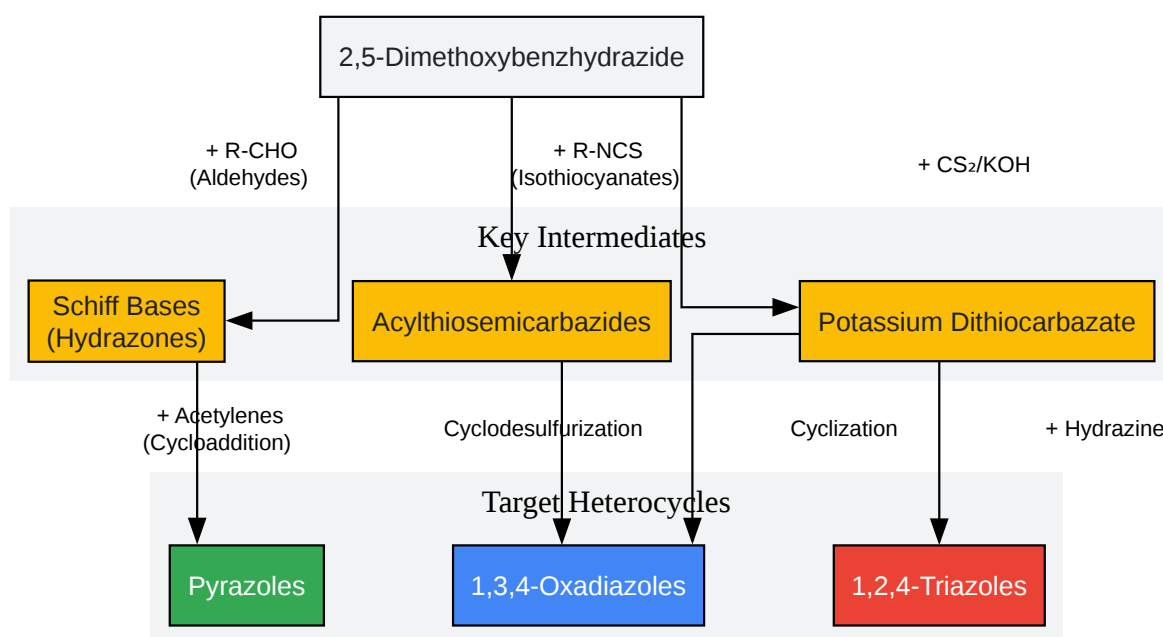 2,5-Dimethoxybenzhydrazide
+ R-CHO
(Aldehydes)
+ R-NCS
(Isothiocyanates)
+ CS₂/KOH
Key Intermediates
Schiff Bases
(Hydrazones)
Acylthiosemicarbazides
Potassium Dithiocarbazate
+ Acetylenes
(Cycloaddition)
Cyclodesulfurization
Cyclization
+ Hydrazine
Target Heterocycles
Pyrazoles
1,3,4-Oxadiazoles
1,2,4-Triazoles